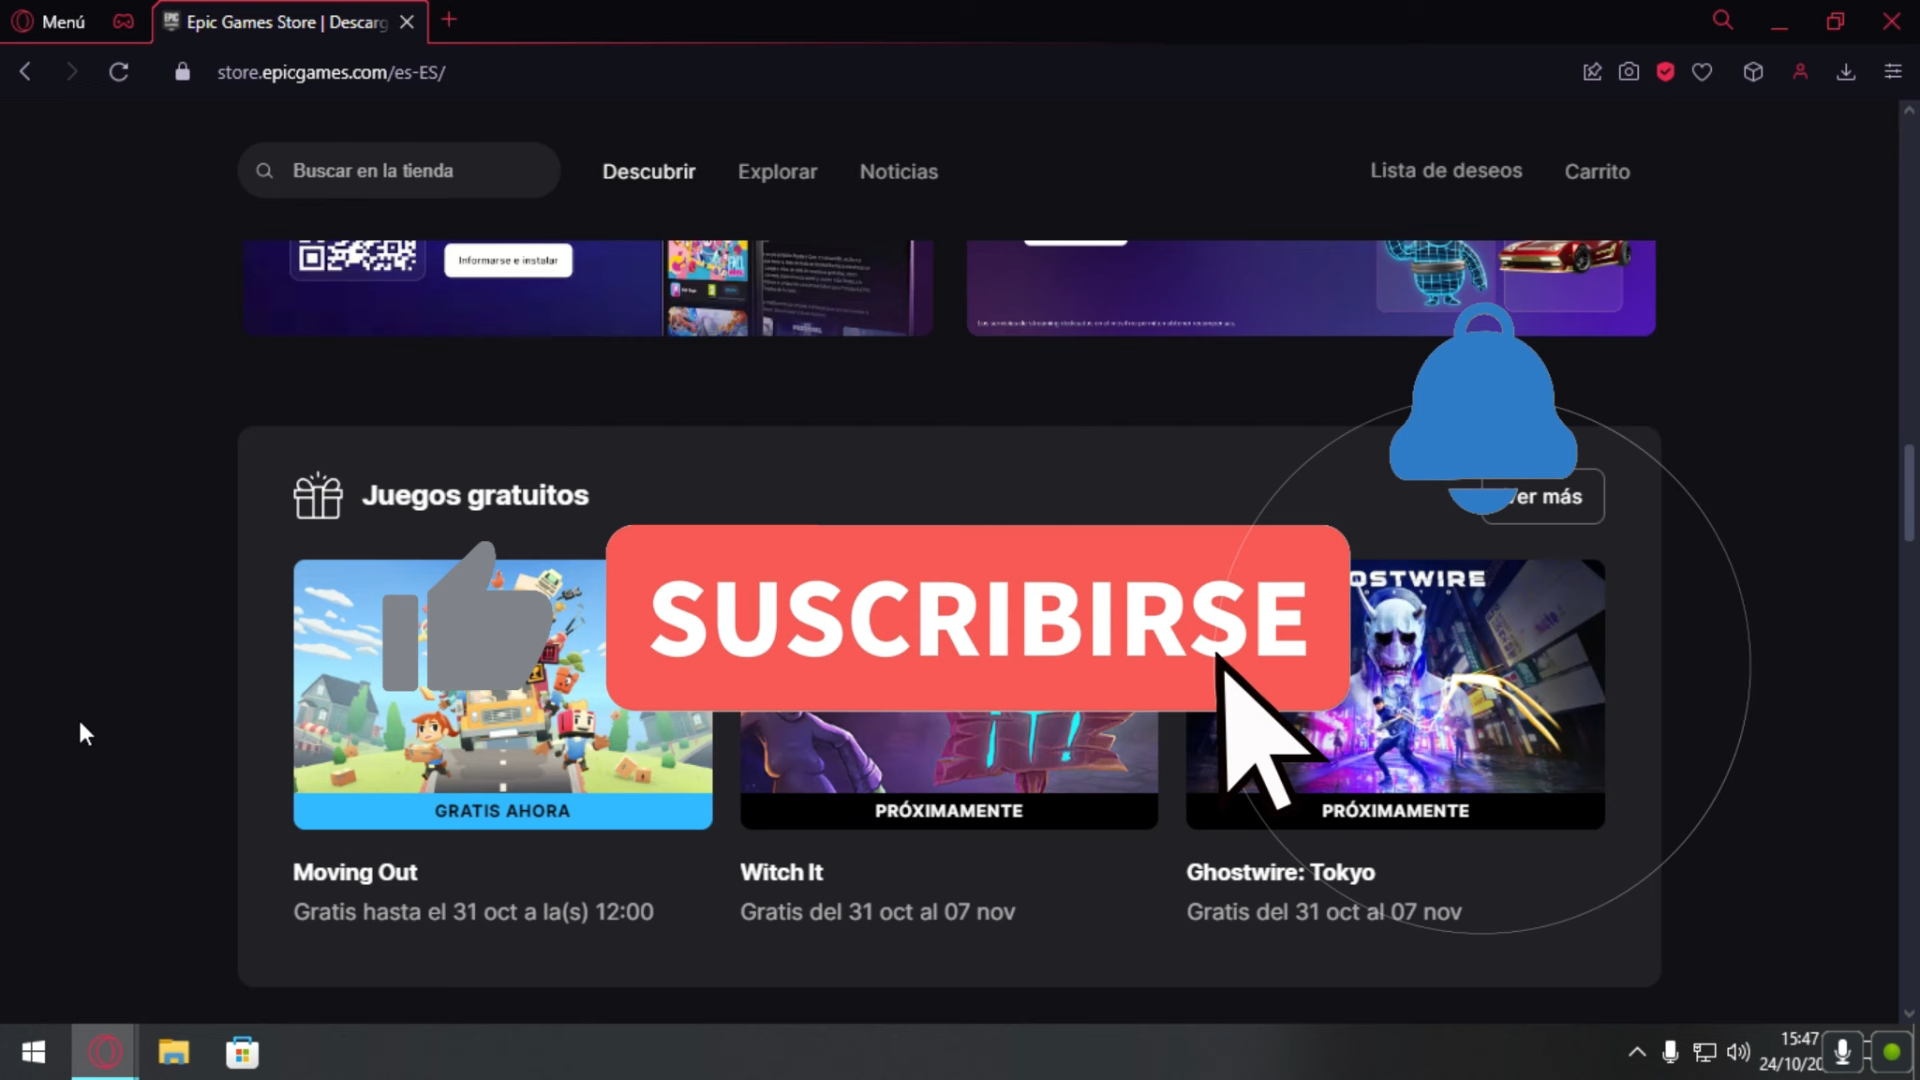 Menú
Epic Games Store | Descarg
store.epicgames.com/es-ES/
Buscar en la tienda
Descubrir
Explorar
Noticias
Lista de deseos
Carrito
Informarse e instalar
Juegos gratuitos
Ver más
SUSCRIBIRSE
GHOSTWIRE
GRATIS AHORA
PRÓXIMAMENTE
PRÓXIMAMENTE
Moving Out
Witch It
Ghostwire: Tokyo
Gratis hasta el 31 oct a la(s) 12:00
Gratis del 31 oct al 07 nov
Gratis del 31 oct al 07 nov
15:47
24/10/20